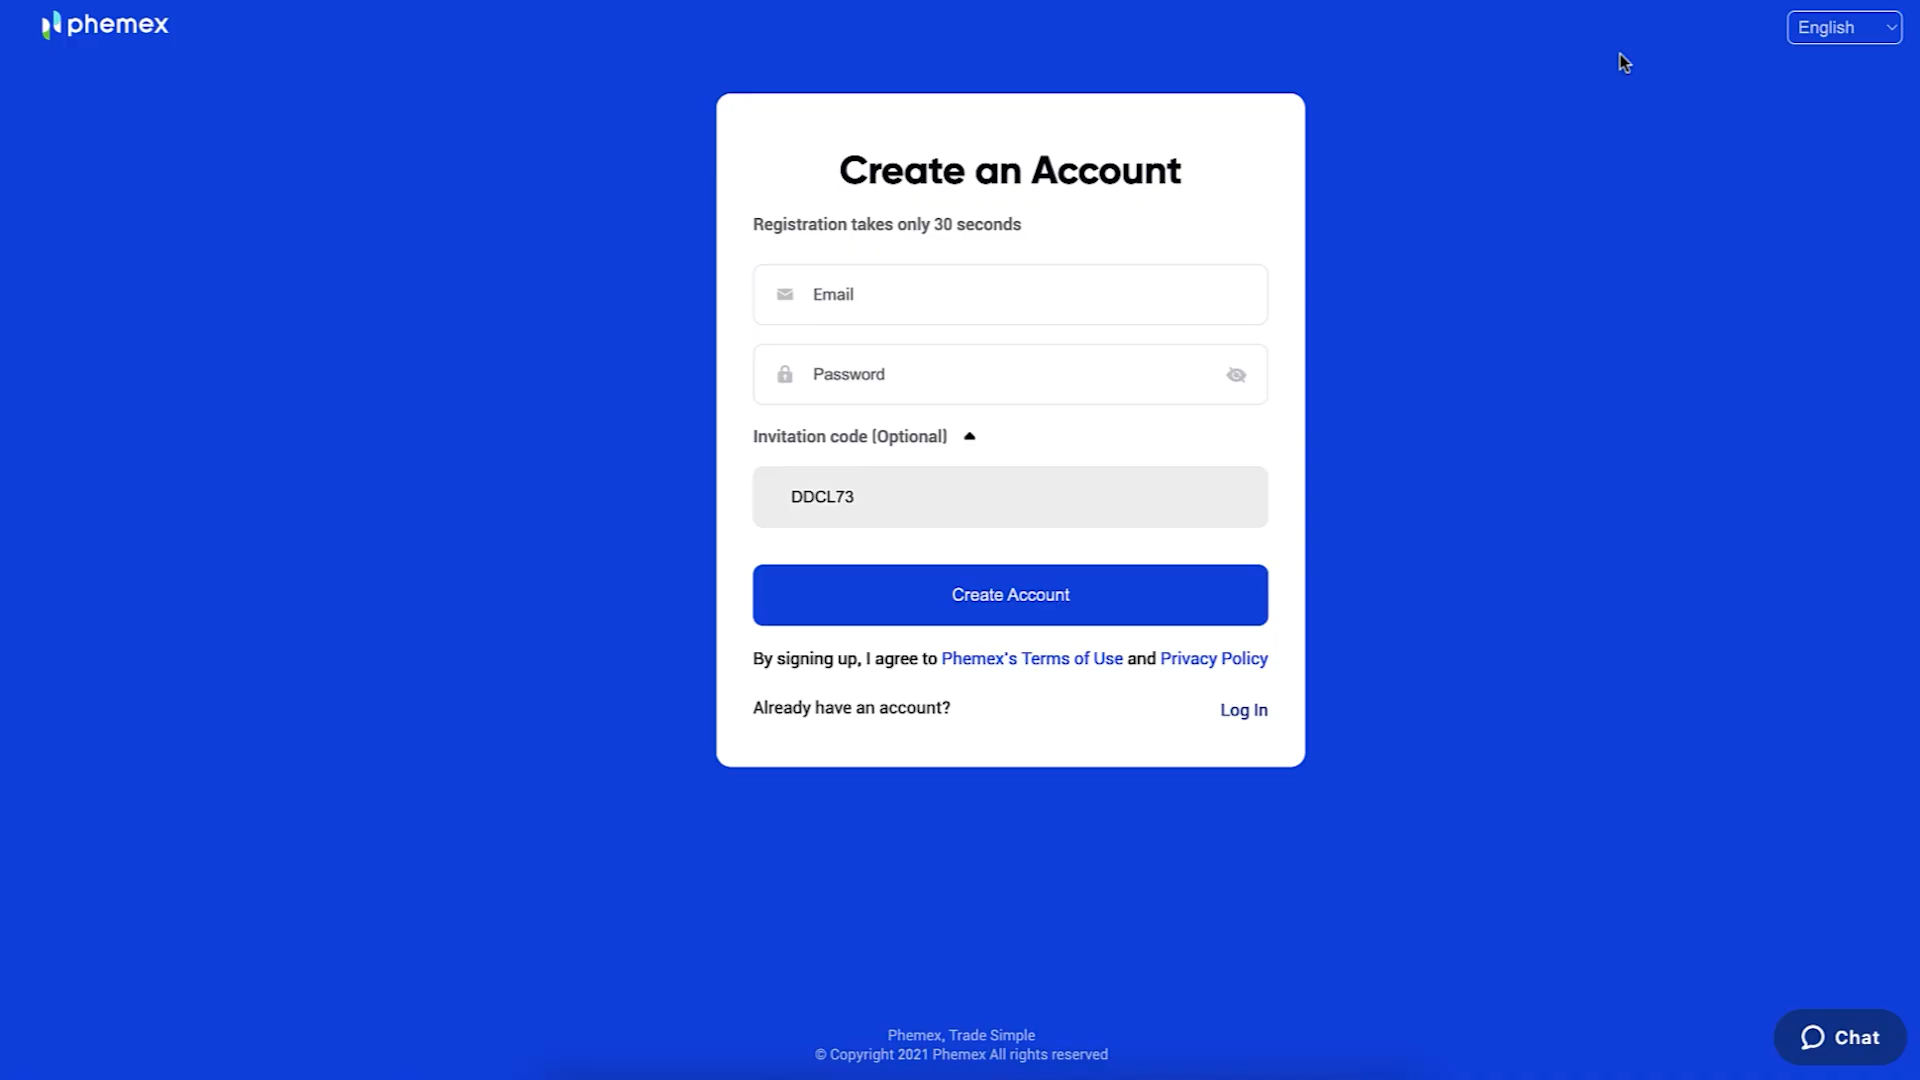 phemex
English
Create an Account
Registration takes only 30 seconds
Email
Password
Invitation code (Optional)
DDCL73
Create Account
By signing up, I agree to Phemex's Terms of Use and Privacy Policy
Already have an account?
Log In
Phemex, Trade Simple
© Copyright 2021 Phemex All rights reserved
Chat